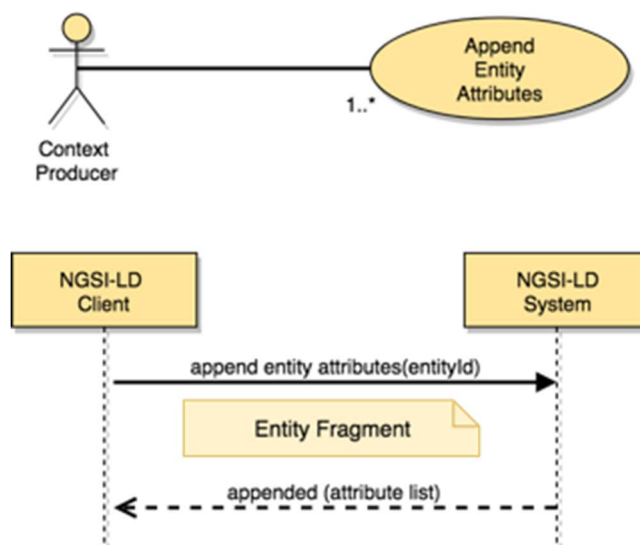 Append
Entity
Attributes
1..*
Context
Producer
NGSI-LD
Client
NGSI-LD
System
append entity attributes(entityId)
Entity Fragment
appended (attribute list)